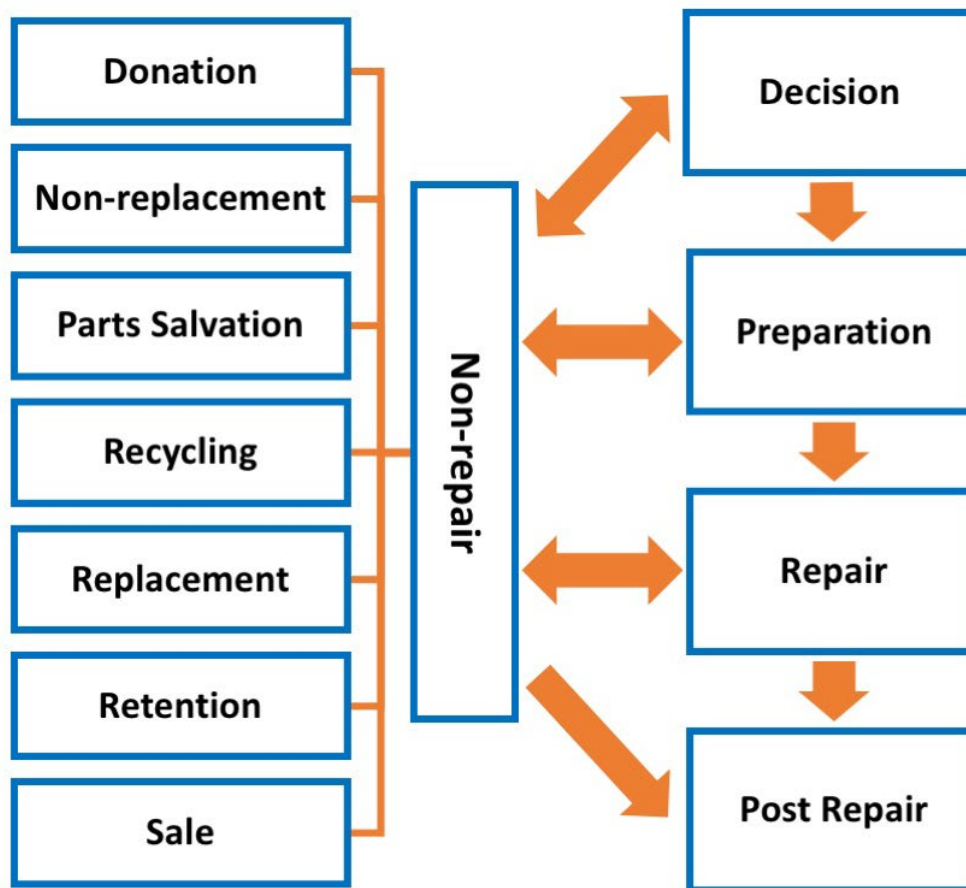 Donation
Non-replacement
Parts Salvation
Recycling
Replacement
Retention
Sale
Non-repair
Decision
Preparation
Repair
Post Repair